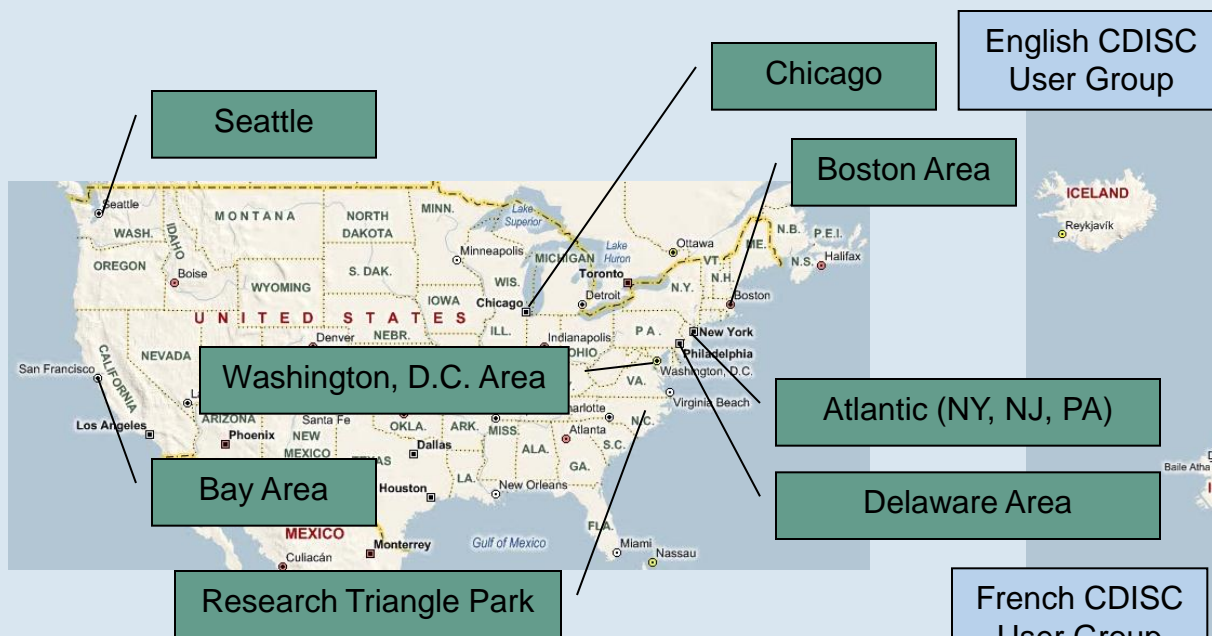 English CDISC
User Group
Chicago
Seattle
Boston Area
ICELAND
Reykjavík
Seattle
WASH.
MONTANA
NORTH
DAKOTA
MINN.
Lake
Superior
Ottawa
ME.
N.B.
P.E.I.
N.S.
Halifax
OREGON
IDAHO
Boise
S. DAK.
Minneapolis
WIS.
MICHIGAN
Lake
Huron
Toronto
VT.
N.H.
N.Y.
Boston
WYOMING
IOWA
Chicago
Detroit
UNITED STATES
NEBR.
ILL.
Indianapolis
OHIO
PA.
New York
Philadelphia
NEVADA
Denver
Washington, D.C. Area
Washington, D.C.
San Francisco
CALIFORNIA
VA.
Virginia Beach
Atlantic (NY, NJ, PA)
Los Angeles
ARIZONA
Santa Fe
OKLA.
ARK.
MISS.
N.C.
Phoenix
NEW
MEXICO
Dallas
ALA.
Atlanta
S.C.
GA.
Bay Area
Houston
LA.
New Orleans
Delaware Area
Baile Atha
FLA.
MEXICO
Monterrey
Gulf of Mexico
Miami
Nassau
Culiacán
Research Triangle Park
French CDISC
User Group